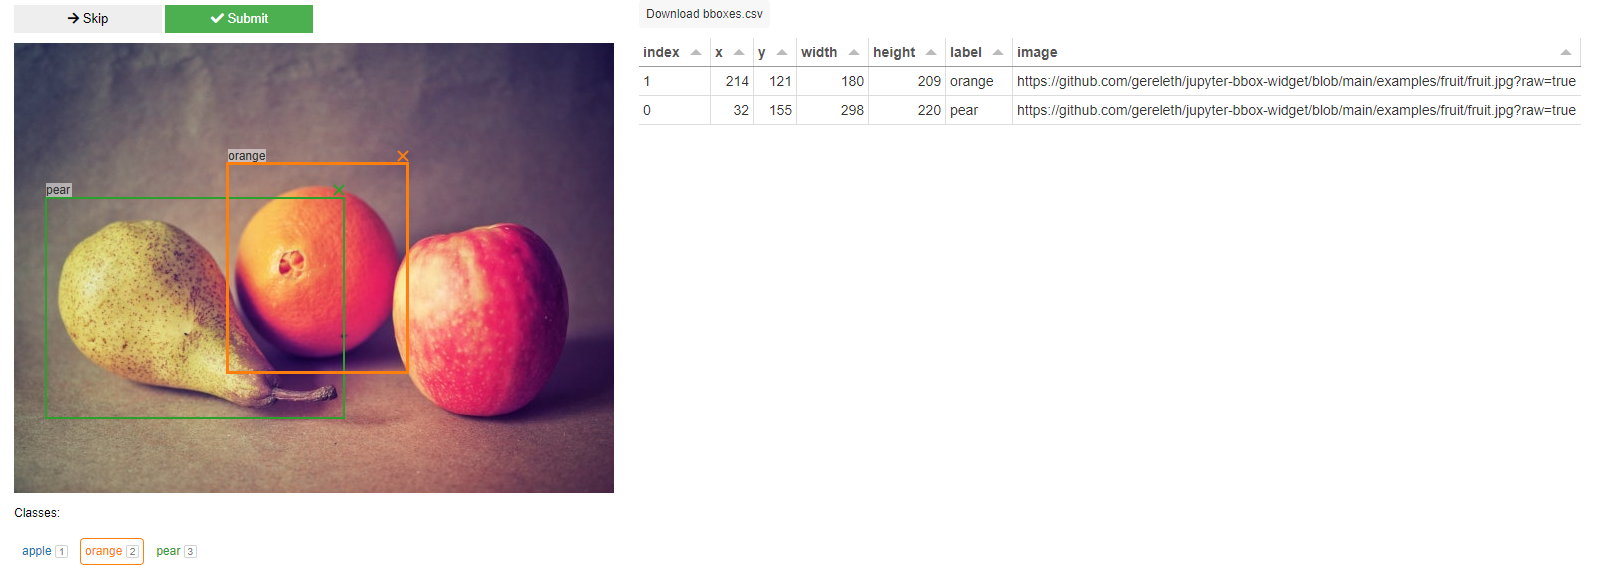 Skip
Submit
Download bboxes.csv
index x y width height label image
1 214 121 180 209 orange https://github.com/gereleth/jupyter-bbox-widget/blob/main/examples/fruit/fruit.jpg?raw=true
0 32 155 298 220 pear https://github.com/gereleth/jupyter-bbox-widget/blob/main/examples/fruit/fruit.jpg?raw=true
orange
pear
Classes:
apple 1 orange 2 pear 3